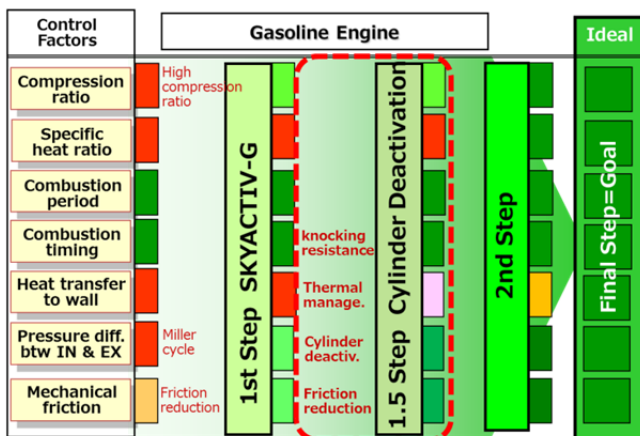 Control
Factors
Gasoline Engine
Ideal
Compression
ratio
High
compression
ratio
Specific
heat ratio
Combustion
period
Combustion
timing
knocking
resistance
Heat transfer
to wall
Thermal
manage.
Pressure diff.
btw IN & EX
Miller
cycle
Cylinder
deactiv.
Mechanical
friction
Friction
reduction
Friction
reduction
1st Step SKYACTIV-G
1.5 Step Cylinder Deactivation
2nd Step
Final Step=Goal